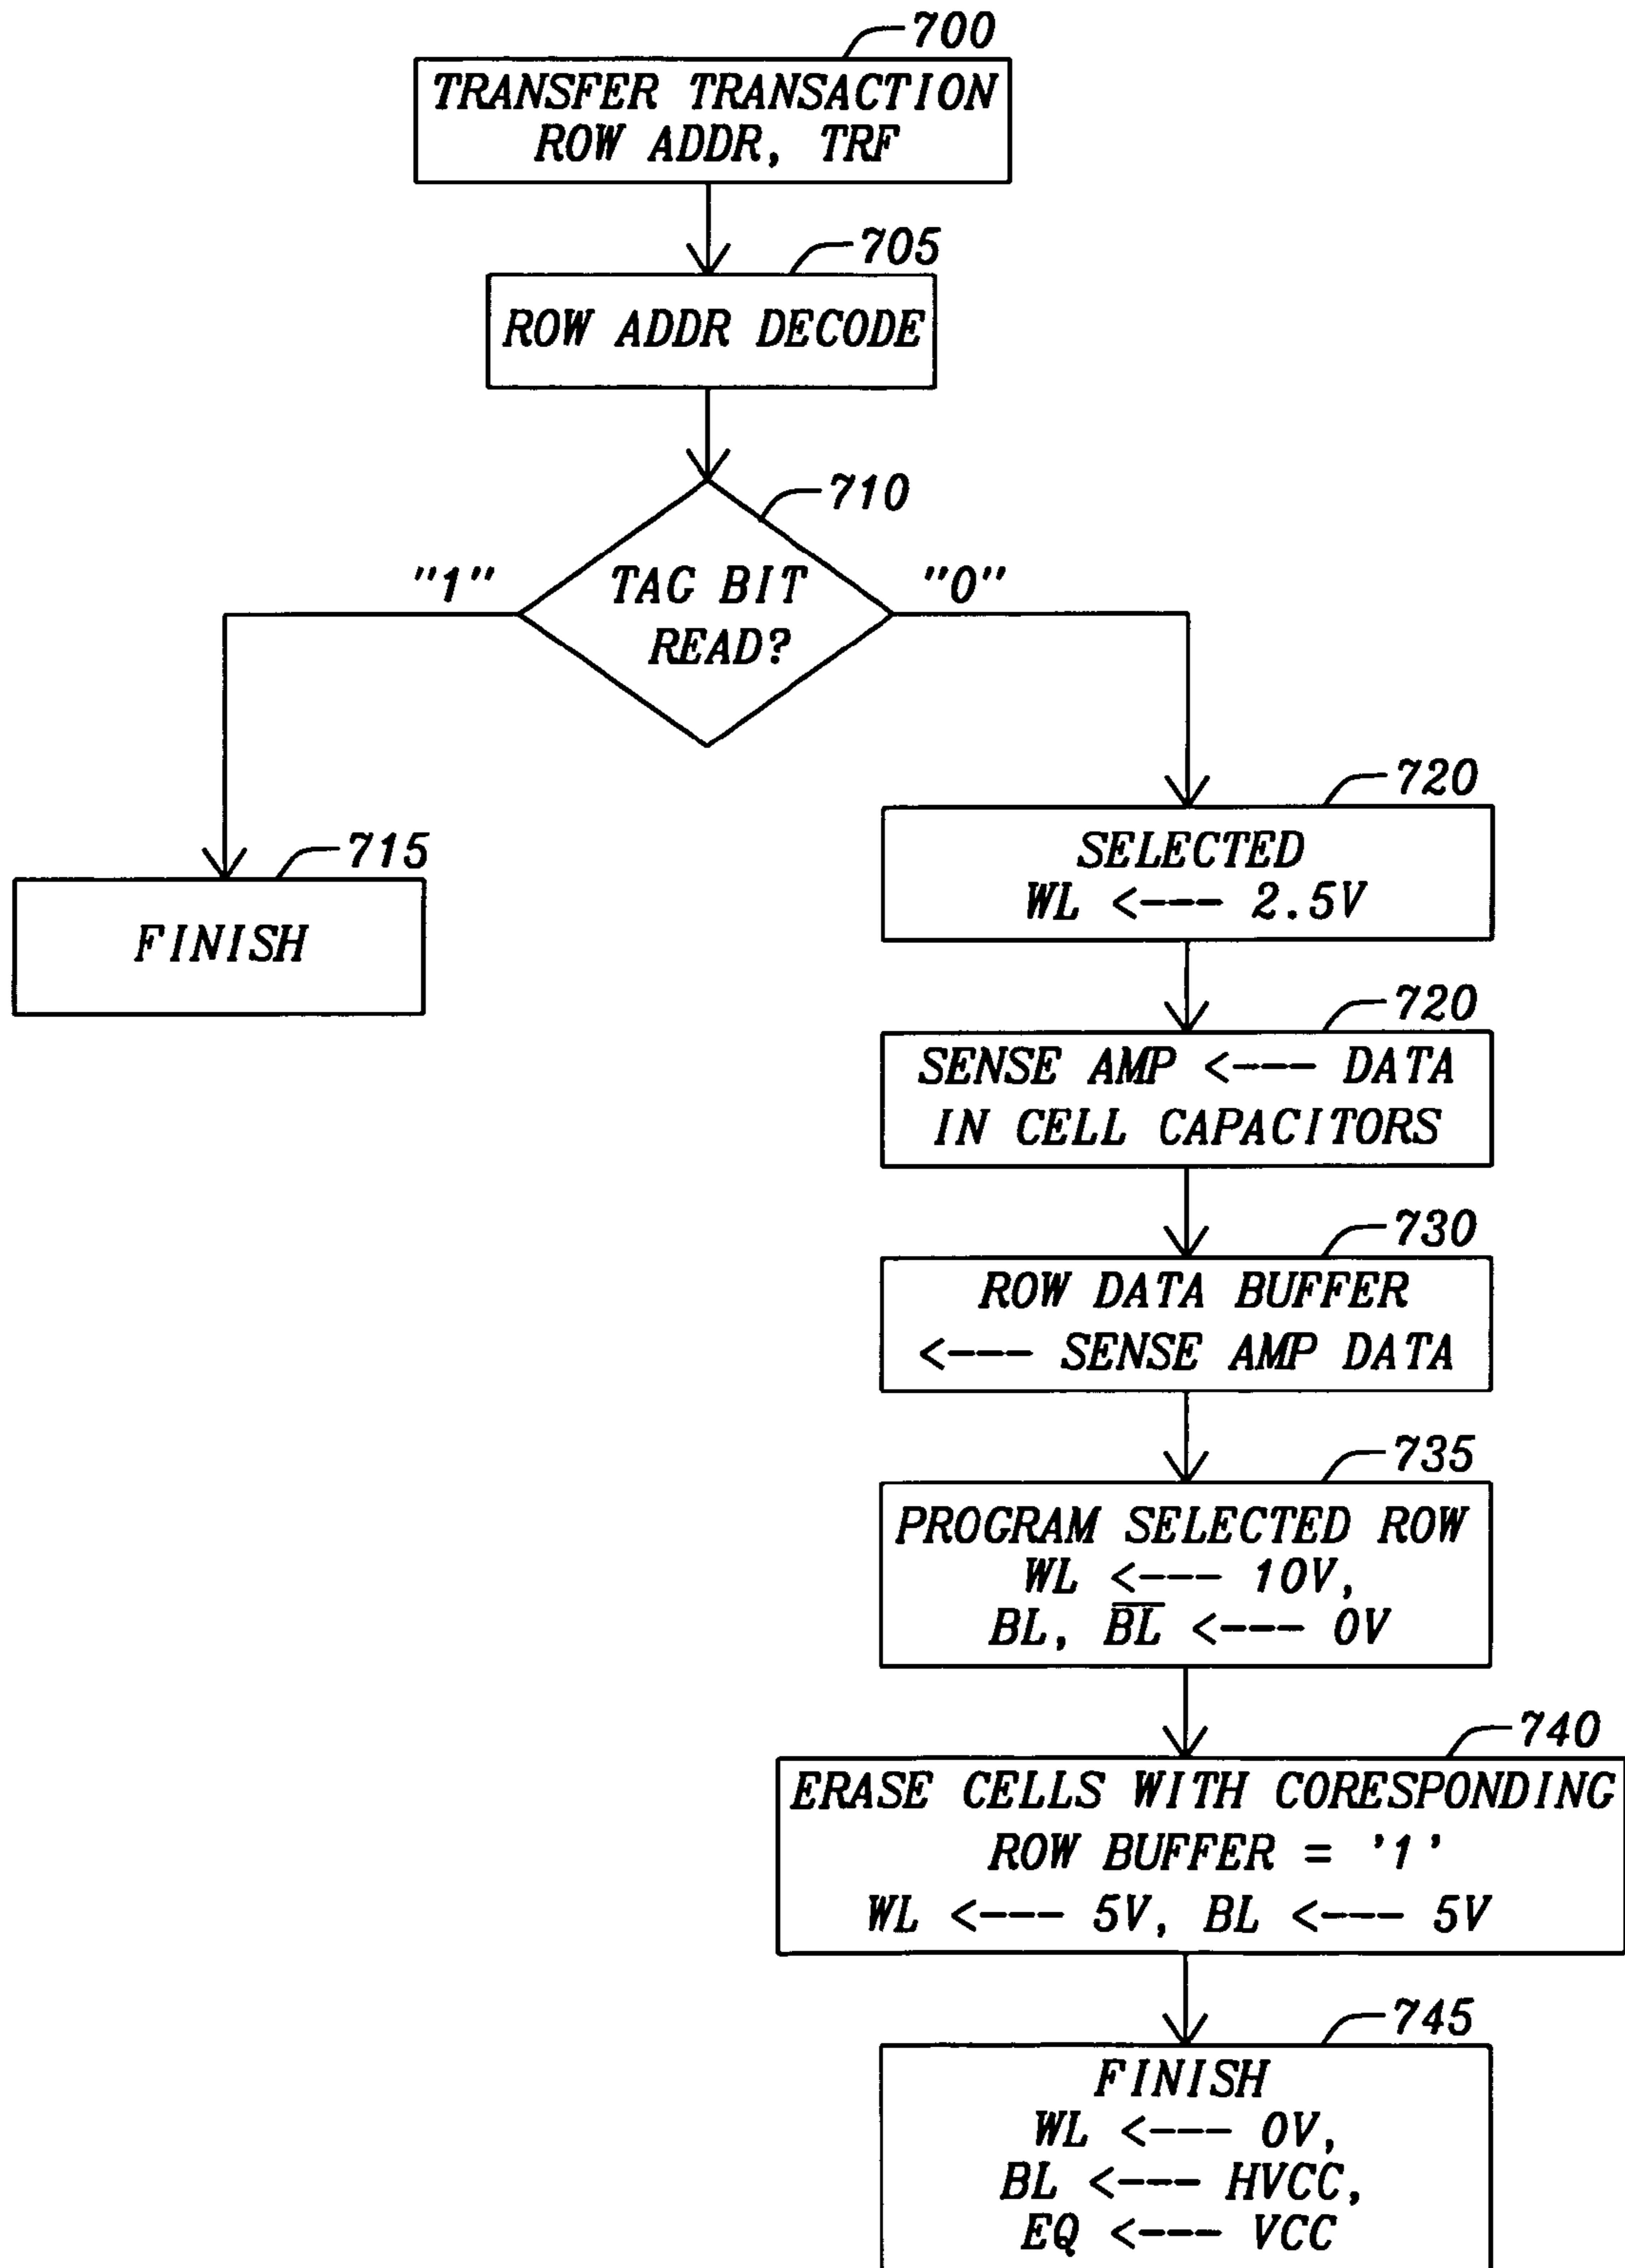 700
TRANSFER TRANSACTION
ROW ADDR, TRF
705
ROW ADDR DECODE
710
"1"
TAG BIT
READ?
"0"
715
FINISH
720
SELECTED
WL <--- 2.5V
720
SENSE AMP <--- DATA
IN CELL CAPACITORS
730
ROW DATA BUFFER
<--- SENSE AMP DATA
735
PROGRAM SELECTED ROW
WL <--- 10V,
BL, B̅L̅ <--- 0V
740
ERASE CELLS WITH CORESPONDING
ROW BUFFER = '1'
WL <--- 5V, BL <--- 5V
745
FINISH
WL <--- 0V,
BL <--- HVCC,
EQ <--- VCC